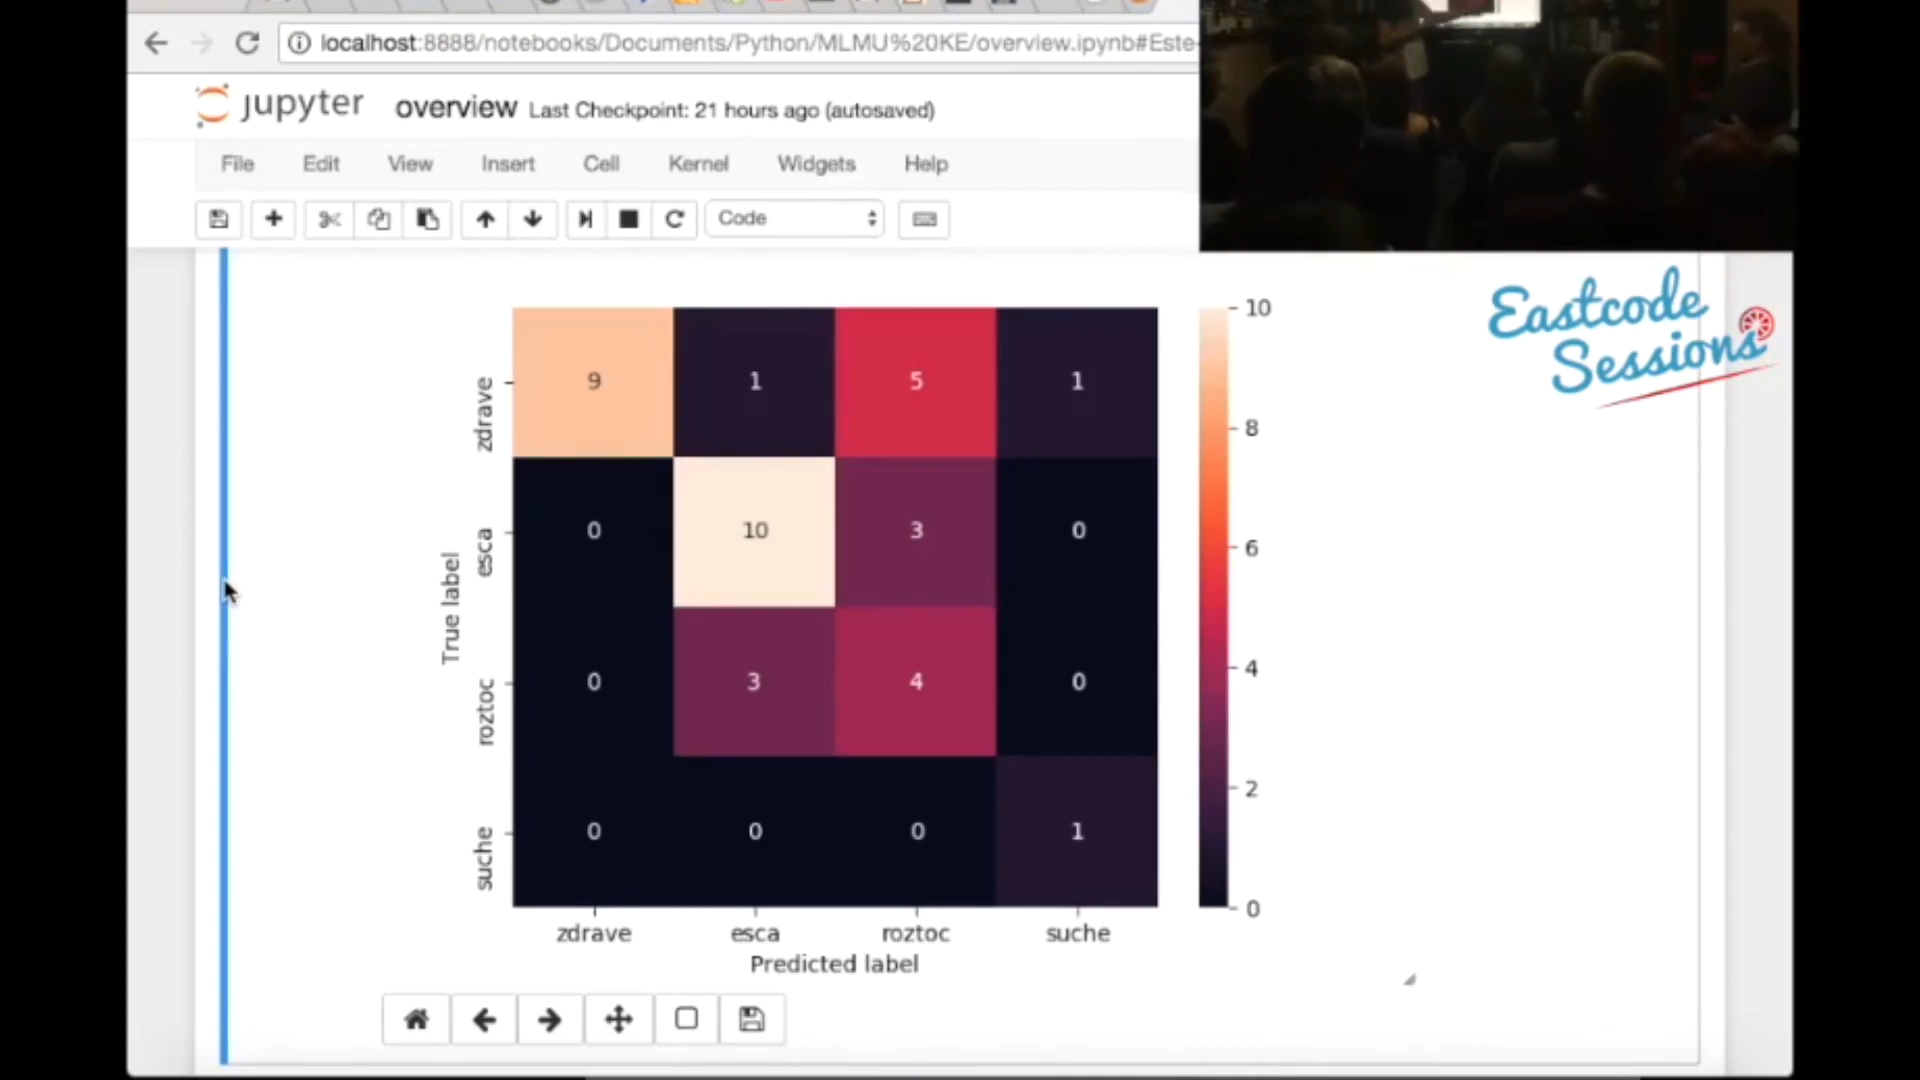 localhost:8888/notebooks/Documents/Python/MLMU%20KE/overview.ipynb#Este-
jupyter overview Last Checkpoint: 21 hours ago (autosaved)
File Edit View Insert Cell Kernel Widgets Help
Code
Eastcode
Sessions
zdrave 9 1 5 1
esca 0 10 3 0
roztoc 0 3 4 0
suche 0 0 0 1
True label
zdrave esca roztoc suche
Predicted label
10
8
6
4
2
0